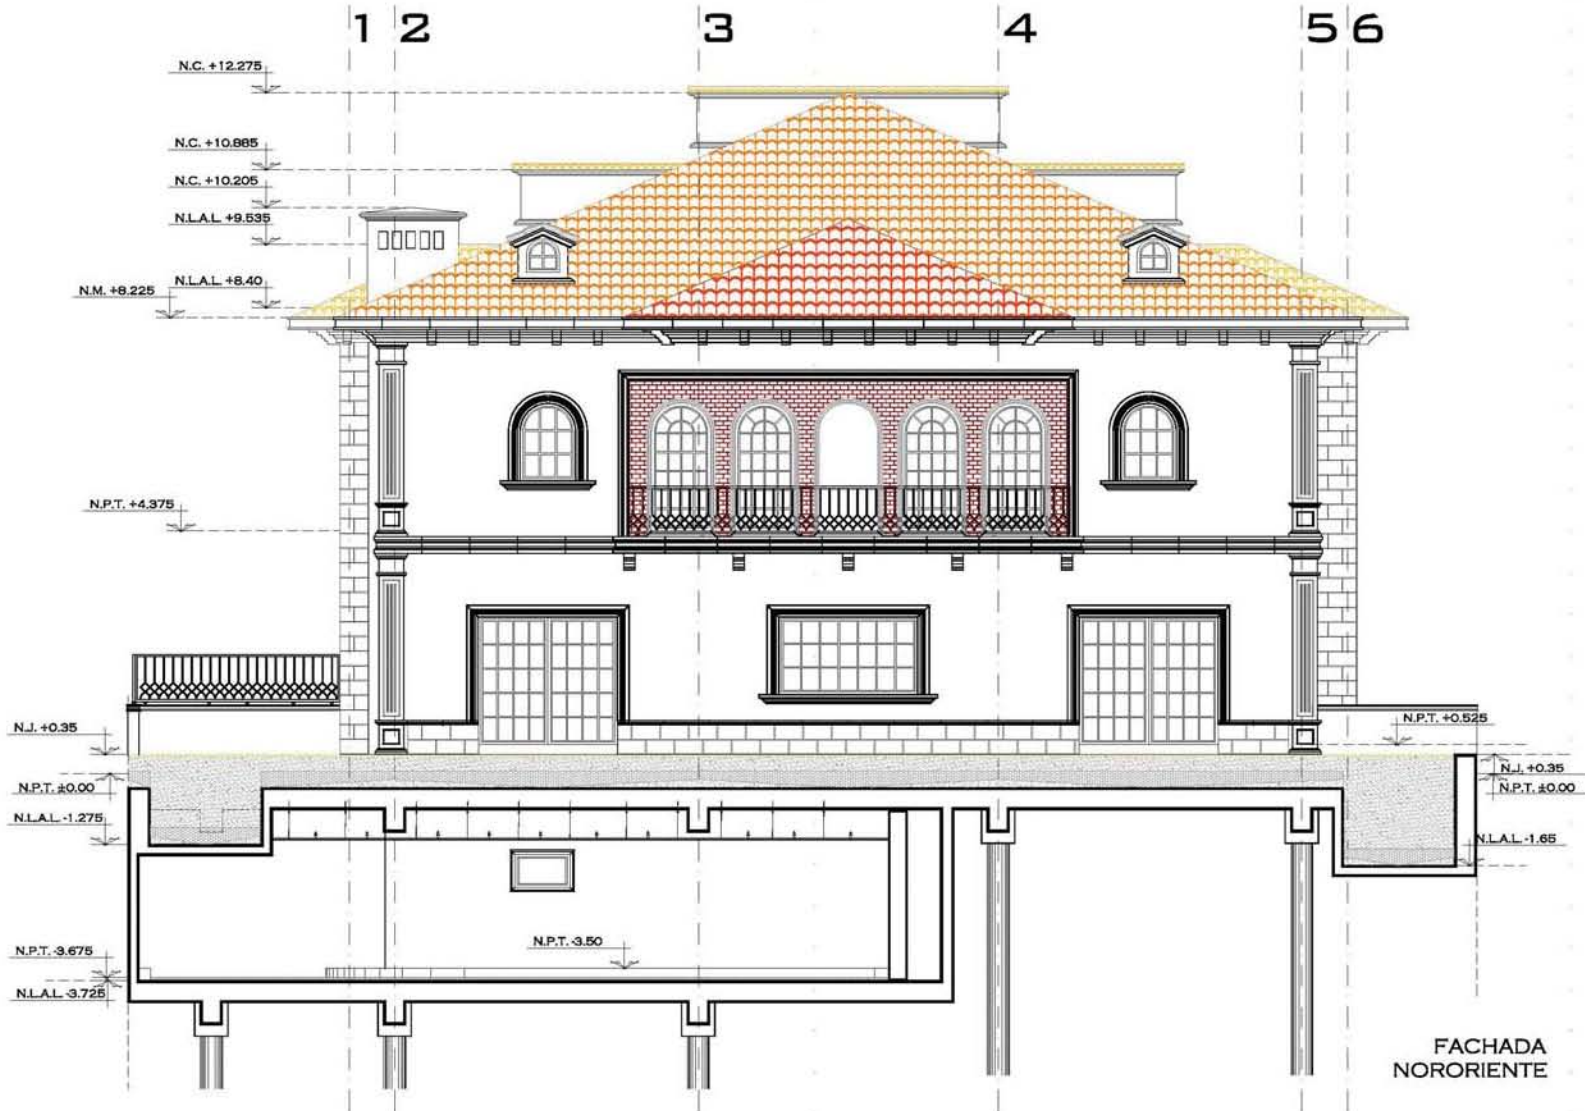 1 2 3 4 5 6
N.C. +12.275
N.C. +10.885
N.C. +10.205
N.L.A.L. +9.535
N.L.A.L. +8.40
N.M. +8.225
N.P.T. +4.375
N.J. +0.35
N.P.T. +0.525
N.J. +0.35
N.P.T. ±0.00
N.P.T. ±0.00
N.L.A.L. -1.275
N.L.A.L. -1.65
N.P.T. -3.50
N.P.T. -3.675
N.L.A.L. -3.725
FACHADA
NORORIENTE